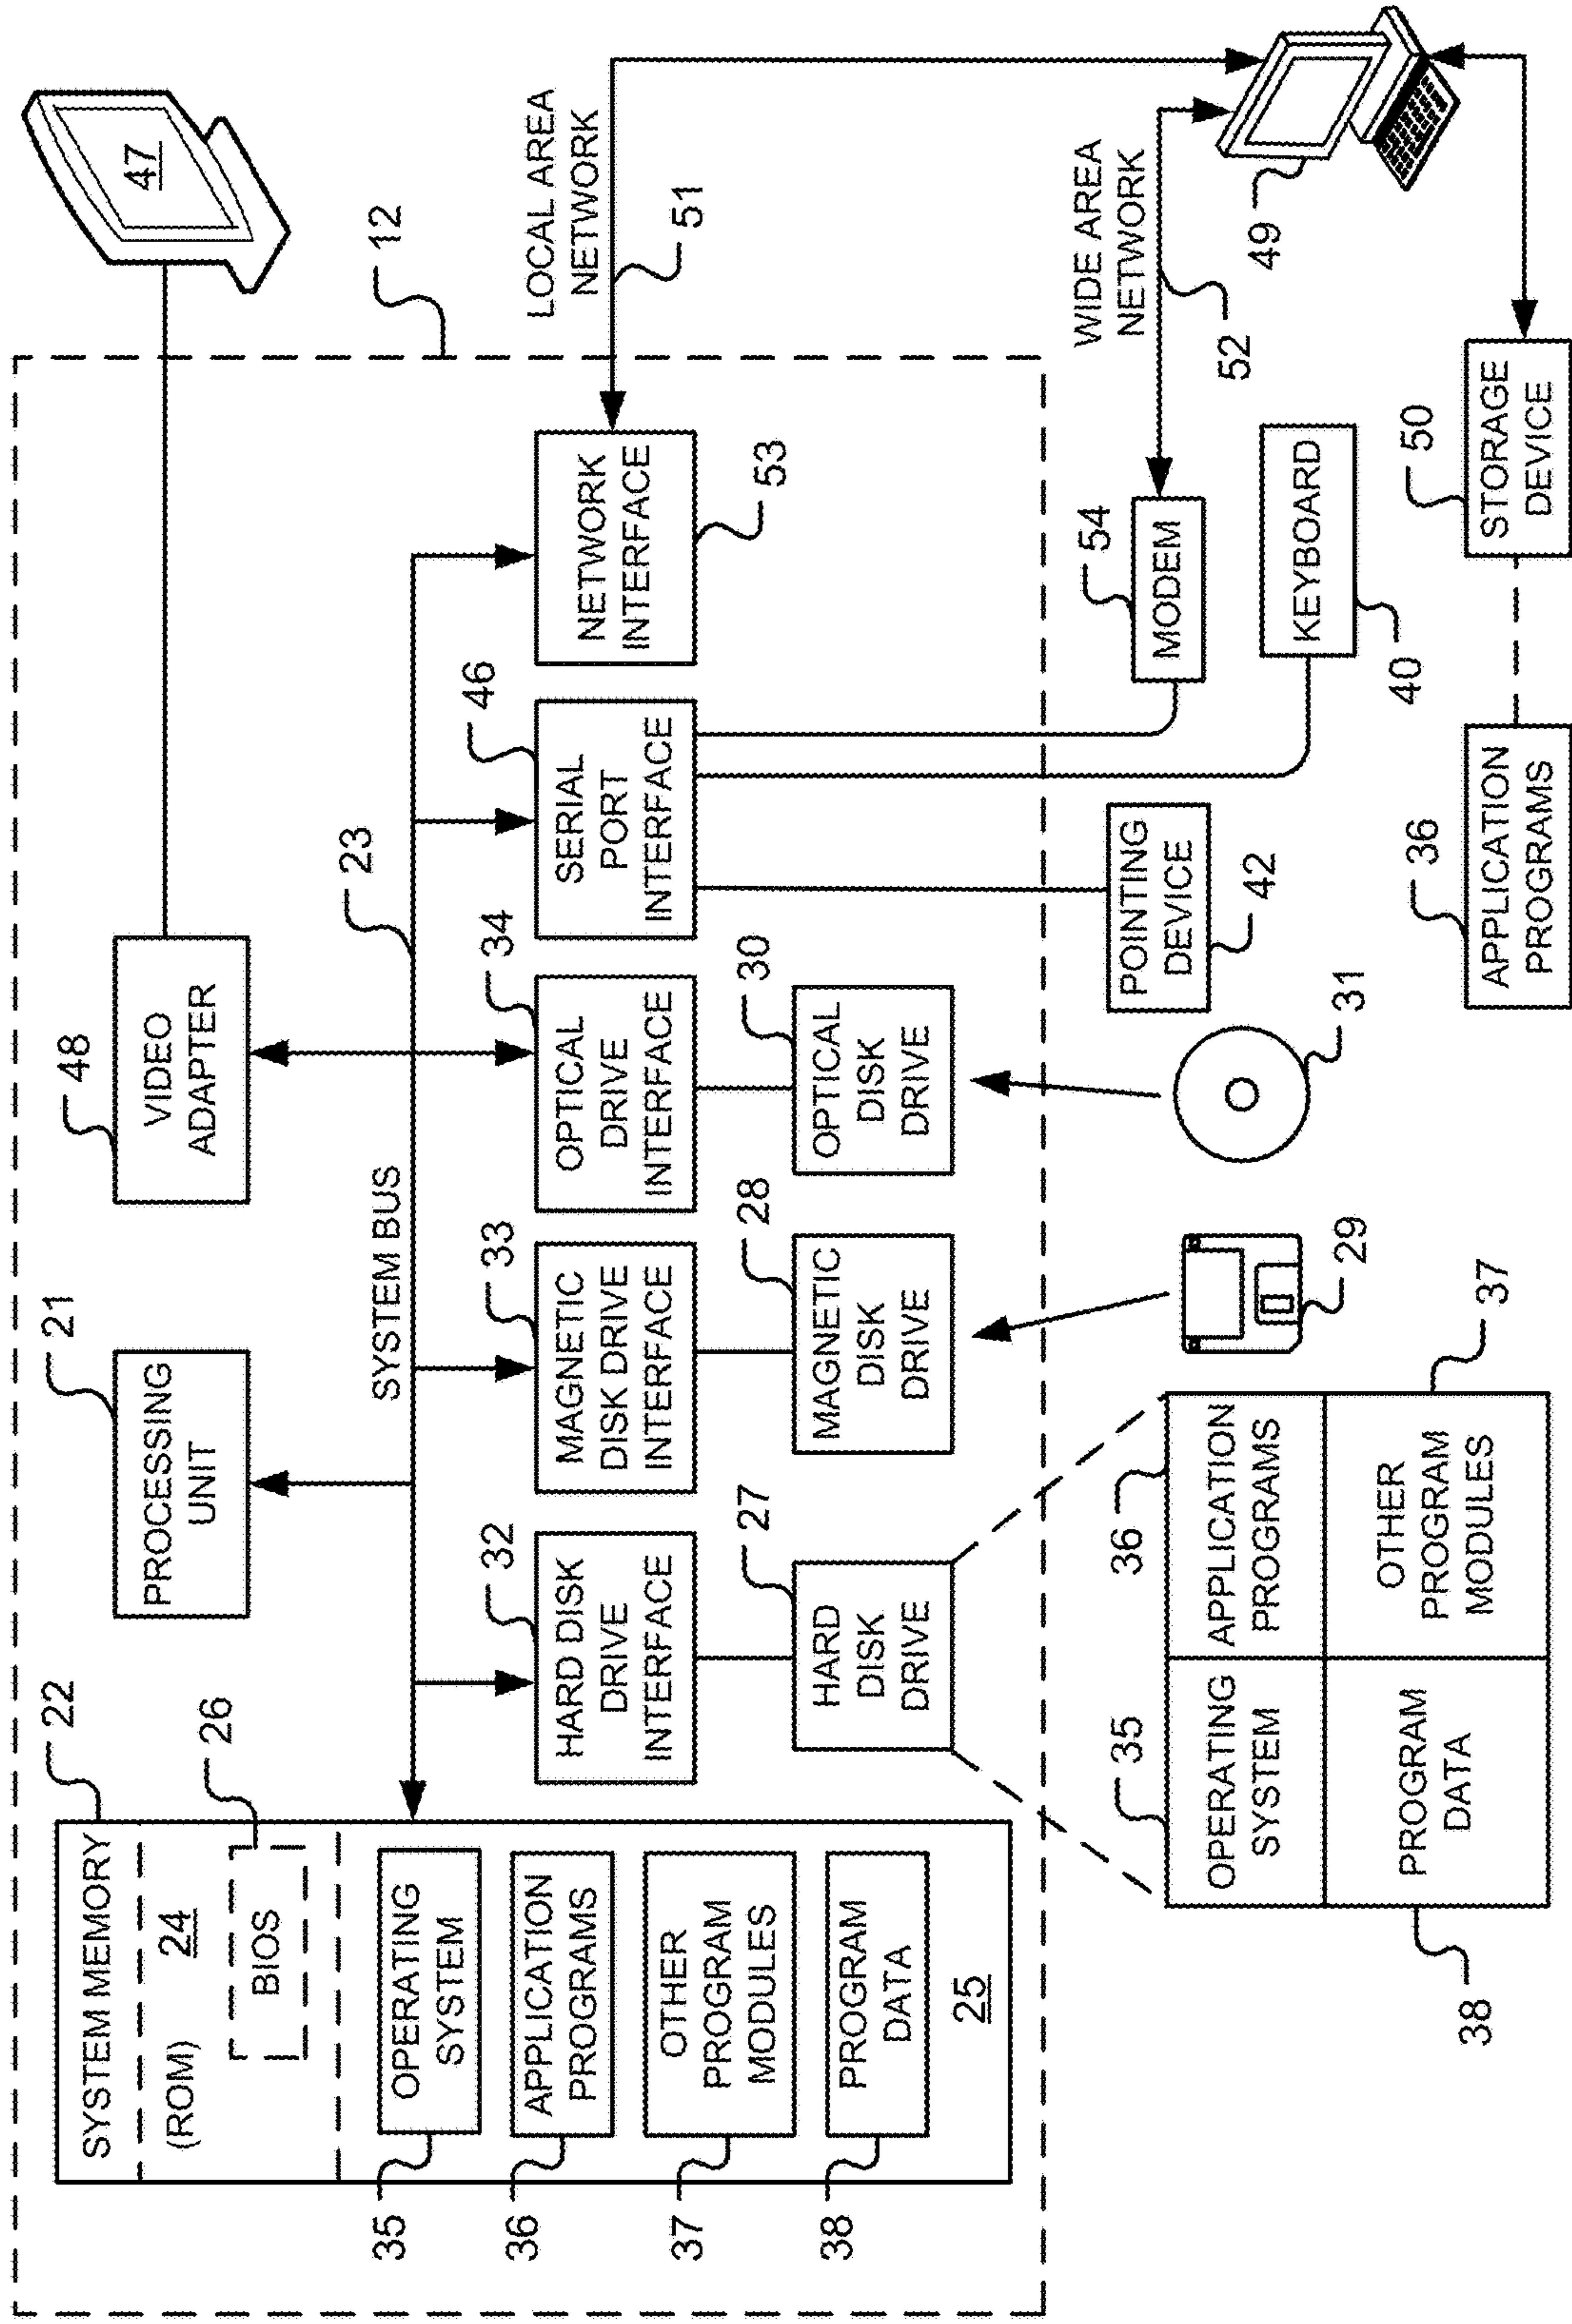 12
SYSTEM MEMORY
22
24
(ROM)
26
BIOS
35
OPERATING
SYSTEM
36
APPLICATION
PROGRAMS
37
OTHER
PROGRAM
MODULES
38
PROGRAM
DATA
25
21
PROCESSING
UNIT
48
VIDEO
ADAPTER
47
SYSTEM BUS
23
32
HARD DISK
DRIVE
INTERFACE
33
MAGNETIC
DISK DRIVE
INTERFACE
34
OPTICAL
DRIVE
INTERFACE
46
SERIAL
PORT
INTERFACE
NETWORK
INTERFACE
53
LOCAL AREA
NETWORK
51
27
HARD
DISK
DRIVE
28
MAGNETIC
DISK
DRIVE
30
OPTICAL
DISK
DRIVE
WIDE AREA
NETWORK
52
54
MODEM
POINTING
DEVICE
42
KEYBOARD
40
49
29
31
35
OPERATING
SYSTEM
36
APPLICATION
PROGRAMS
PROGRAM
DATA
38
OTHER
PROGRAM
MODULES
37
36
APPLICATION
PROGRAMS
50
STORAGE
DEVICE